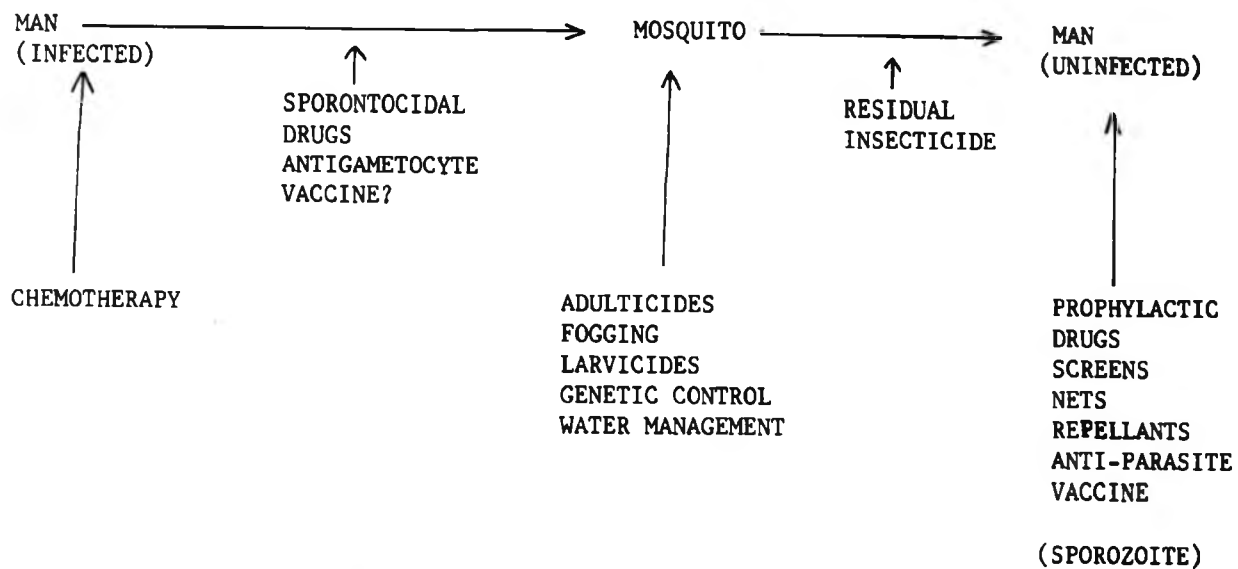 MAN
(INFECTED)
MOSQUITO
MAN
(UNINFECTED)
SPORONTOCIDAL
DRUGS
ANTIGAMETOCYTE
VACCINE?
RESIDUAL
INSECTICIDE
CHEMOTHERAPY
ADULTICIDES
FOGGING
LARVICIDES
GENETIC CONTROL
WATER MANAGEMENT
PROPHYLACTIC
DRUGS
SCREENS
NETS
REPELLANTS
ANTI-PARASITE
VACCINE
(SPOROZOITE)